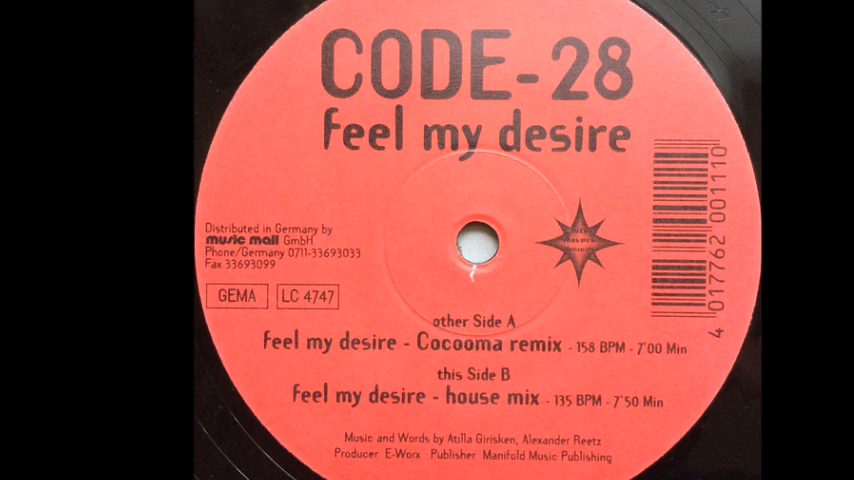 CODE-28
feel my desire
Distributed in Germany by
music mall GmbH
Phone/Germany 0711-33693033
Fax 33693099
GEMA LC 4747
4 017762 001110
other Side A
feel my desire - Cocooma remix - 158 BPM - 7'00 Min
this Side B
feel my desire - house mix - 135 BPM - 7'50 Min
Music and Words by Atilla Girisken, Alexander Reetz
Producer E-Worx Publisher Manifold Music Publishing